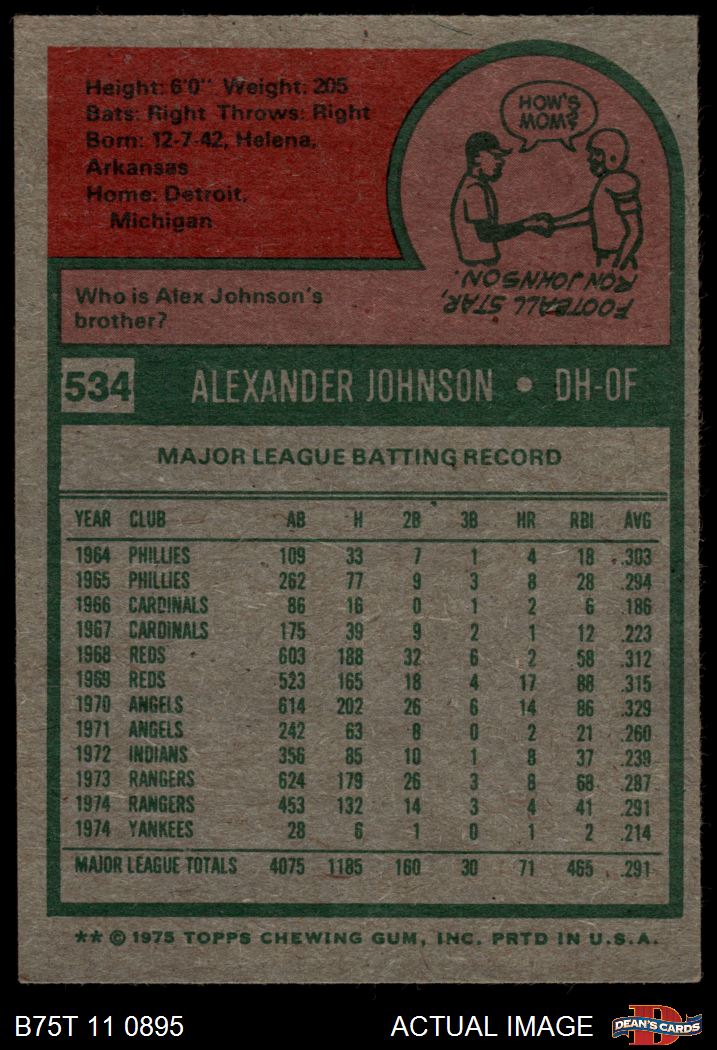 Height: 6'0" Weight: 205
Bats: Right Throws: Right
Born: 12-7-42, Helena,
Arkansas
Home: Detroit,
Michigan
HOW'S
MOM?
Who is Alex Johnson's
brother?
FOOTBALL STAR,
RON JOHNSON.
534 ALEXANDER JOHNSON • DH-OF
MAJOR LEAGUE BATTING RECORD
YEAR CLUB AB H 2B 3B HR RBI AVG
1964 PHILLIES 109 33 7 1 4 18 .303
1965 PHILLIES 262 77 9 3 8 28 .294
1966 CARDINALS 86 16 0 1 2 6 .186
1967 CARDINALS 175 39 9 2 1 12 .223
1968 REDS 603 188 32 6 2 58 .312
1969 REDS 523 165 18 4 17 88 .315
1970 ANGELS 614 202 26 6 14 86 .329
1971 ANGELS 242 63 8 0 2 21 .260
1972 INDIANS 356 85 10 1 8 37 .239
1973 RANGERS 624 179 26 3 8 68 .287
1974 RANGERS 453 132 14 3 4 41 .291
1974 YANKEES 28 6 1 0 1 2 .214
MAJOR LEAGUE TOTALS 4075 1185 160 30 71 465 .291
** © 1975 TOPPS CHEWING GUM, INC. PRTD IN U.S.A.
B75T 11 0895 ACTUAL IMAGE D DEAN'S CARDS